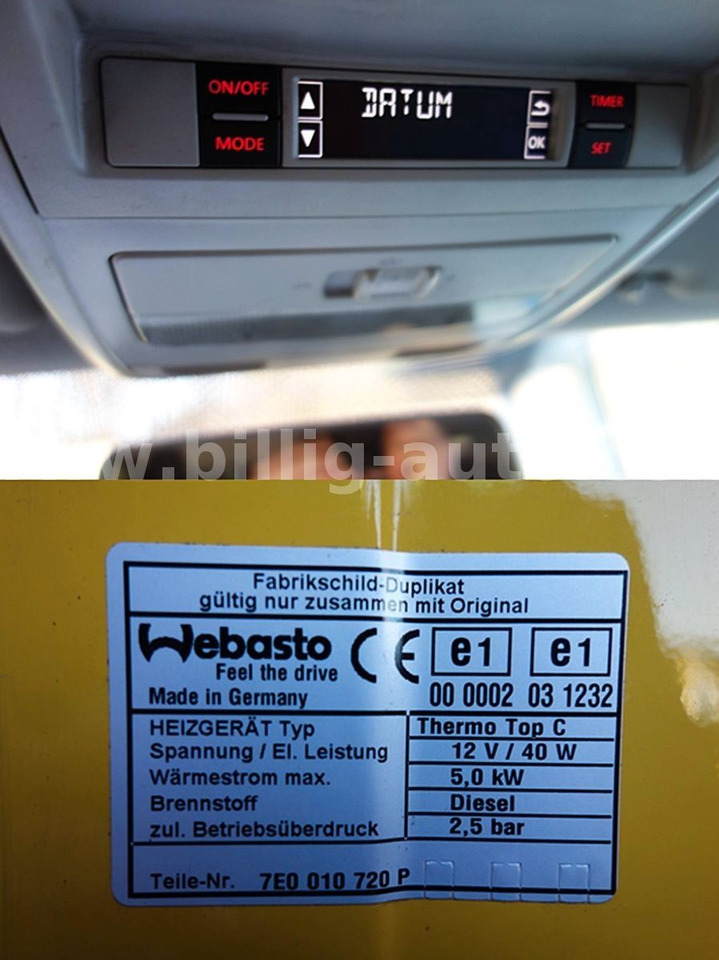 ON/OFF
MODE
DATUM
OK
TIMER
SET
w.billig-aut
Fabrikschild-Duplikat
gültig nur zusammen mit Original
Webasto
Feel the drive
Made in Germany
CE
e1 e1
00 0002 03 1232
HEIZGERÄT Typ Thermo Top C
Spannung / El. Leistung 12 V / 40 W
Wärmestrom max. 5,0 kW
Brennstoff Diesel
zul. Betriebsüberdruck 2,5 bar
Teile-Nr. 7E0 010 720 P